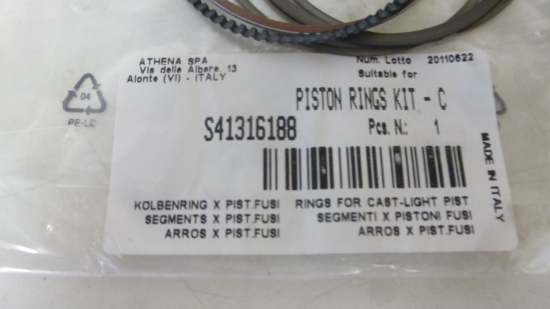 ATHENA SPA
Via delle Albere, 13
Alonte (VI) - ITALY
Num. Lotto 20110622
Suitable for
PISTON RINGS KIT - C
S41316188 Pcs. N.: 1
MADE IN ITALY
KOLBENRING X PIST.FUSI RINGS FOR CAST-LIGHT PIST
SEGMENTS X PIST.FUSI SEGMENTI X PISTONI FUSI
ARROS X PIST.FUSI ARROS X PIST.FUSI
04
PE-LD